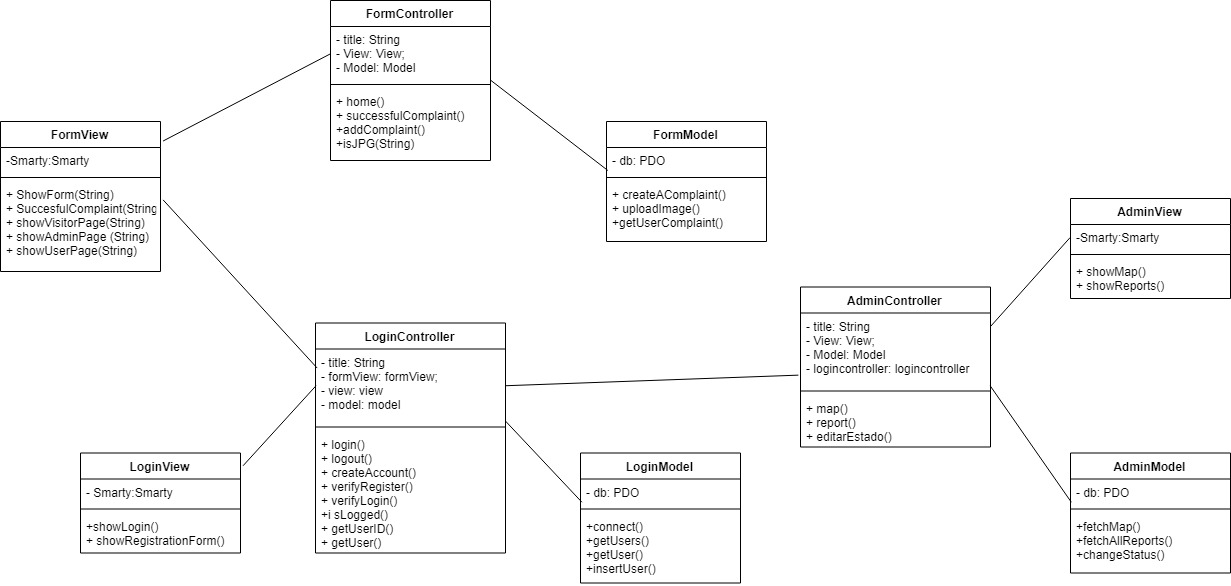 FormController
- title: String
- View: View;
- Model: Model
+ home()
+ successfulComplaint()
+addComplaint()
+isJPG(String)
FormView
-Smarty:Smarty
+ ShowForm(String)
+ SuccesfulComplaint(String
+ showVisitorPage(String)
+ showAdminPage (String)
+ showUserPage(String)
FormModel
- db: PDO
+ createAComplaint()
+ uploadImage()
+getUserComplaint()
AdminView
-Smarty:Smarty
+ showMap()
+ showReports()
AdminController
- title: String
- View: View;
- Model: Model
- logincontroller: logincontroller
+ map()
+ report()
+ editarEstado()
LoginController
- title: String
- formView: formView;
- view: view
- model: model
+ login()
+ logout()
+ createAccount()
+ verifyRegister()
+ verifyLogin()
+i sLogged()
+ getUserID()
+ getUser()
LoginView
- Smarty:Smarty
+showLogin()
+ showRegistrationForm()
LoginModel
- db: PDO
+connect()
+getUsers()
+getUser()
+insertUser()
AdminModel
- db: PDO
+fetchMap()
+fetchAllReports()
+changeStatus()